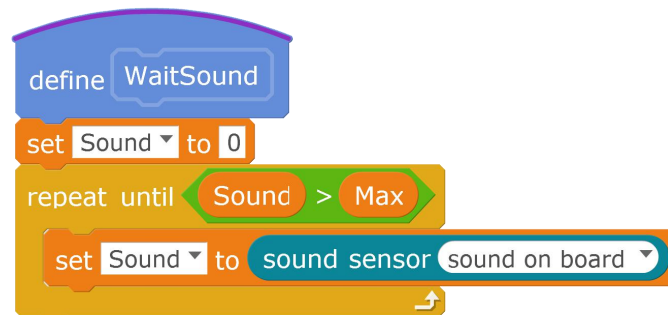 define WaitSound
set Sound to 0
repeat until Sound > Max
set Sound to sound sensor sound on board